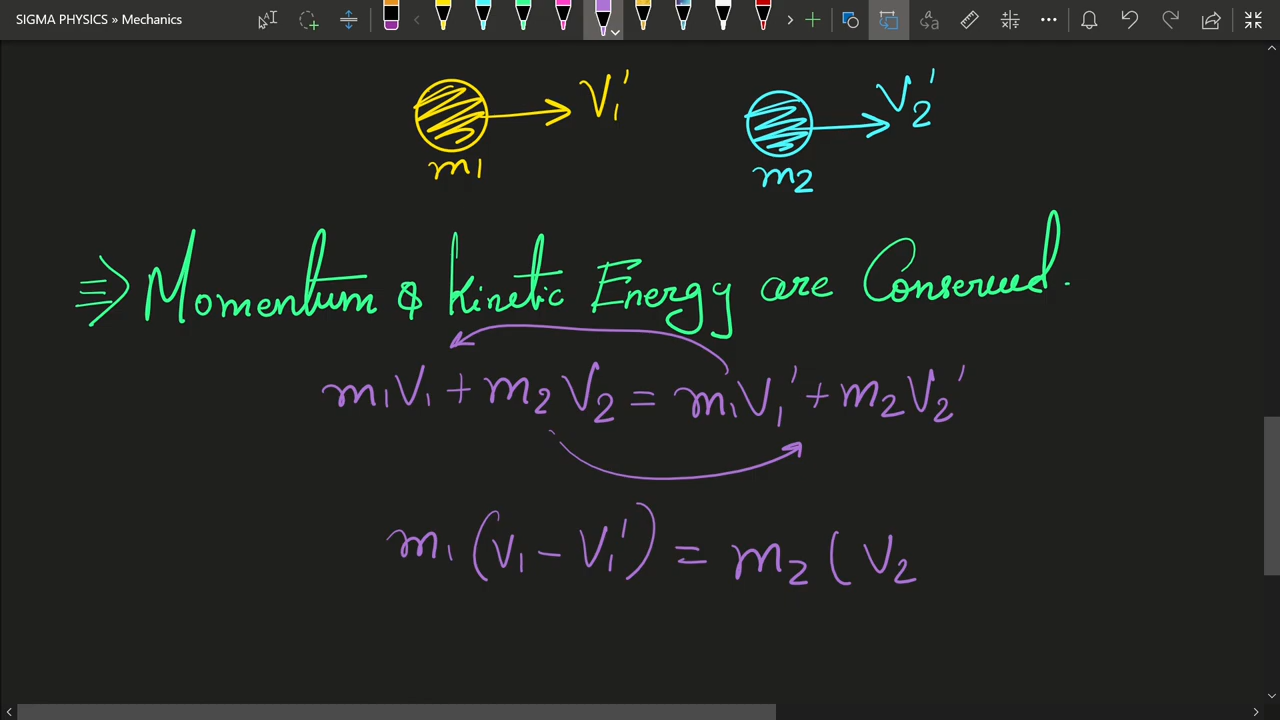 SIGMA PHYSICS » Mechanics
V₁' V₂'
m₁ m₂
⇒ Momentum & Kinetic Energy are Conserved.
m₁V₁ + m₂V₂ = m₁V₁' + m₂V₂'
m₁(V₁ - V₁') = m₂(V₂